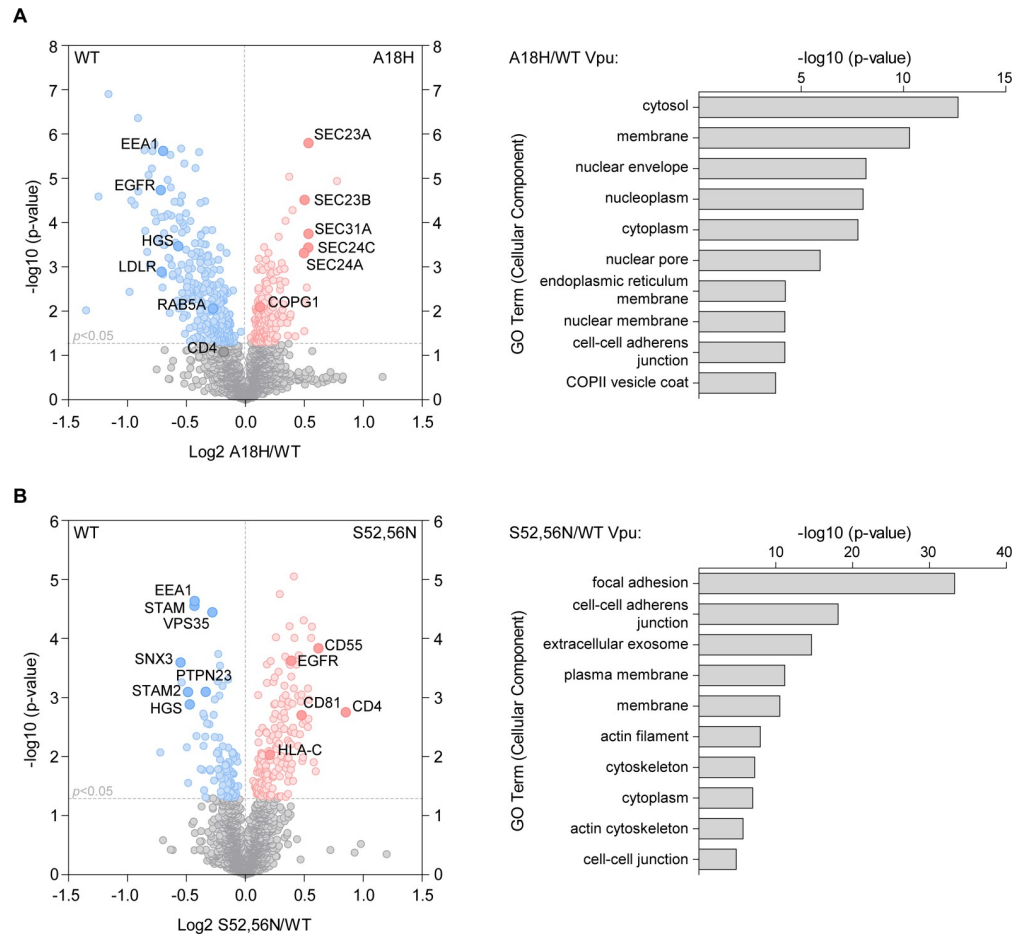 A
WT
A18H
8
7
6
5
4
3
2
1
0
8
7
6
5
4
3
2
1
0
-log10 (p-value)
SEC23A
EEA1
EGFR
SEC23B
SEC31A
HGS
SEC24C
LDLR
SEC24A
RAB5A
COPG1
p<0.05
CD4
-1.5 -1.0 -0.5 0.0 0.5 1.0 1.5
Log2 A18H/WT
A18H/WT Vpu:
-log10 (p-value)
5 10 15
GO Term (Cellular Component)
cytosol
membrane
nuclear envelope
nucleoplasm
cytoplasm
nuclear pore
endoplasmic reticulum
membrane
nuclear membrane
cell-cell adherens
junction
COPII vesicle coat
B
WT
S52,56N
6
5
4
3
2
1
0
6
5
4
3
2
1
0
-log10 (p-value)
EEA1
STAM
VPS35
CD55
SNX3
EGFR
PTPN23
STAM2
HGS
CD81
CD4
HLA-C
p<0.05
-1.5 -1.0 -0.5 0.0 0.5 1.0 1.5
Log2 S52,56N/WT
S52,56N/WT Vpu:
-log10 (p-value)
10 20 30 40
GO Term (Cellular Component)
focal adhesion
cell-cell adherens
junction
extracellular exosome
plasma membrane
membrane
actin filament
cytoskeleton
cytoplasm
actin cytoskeleton
cell-cell junction